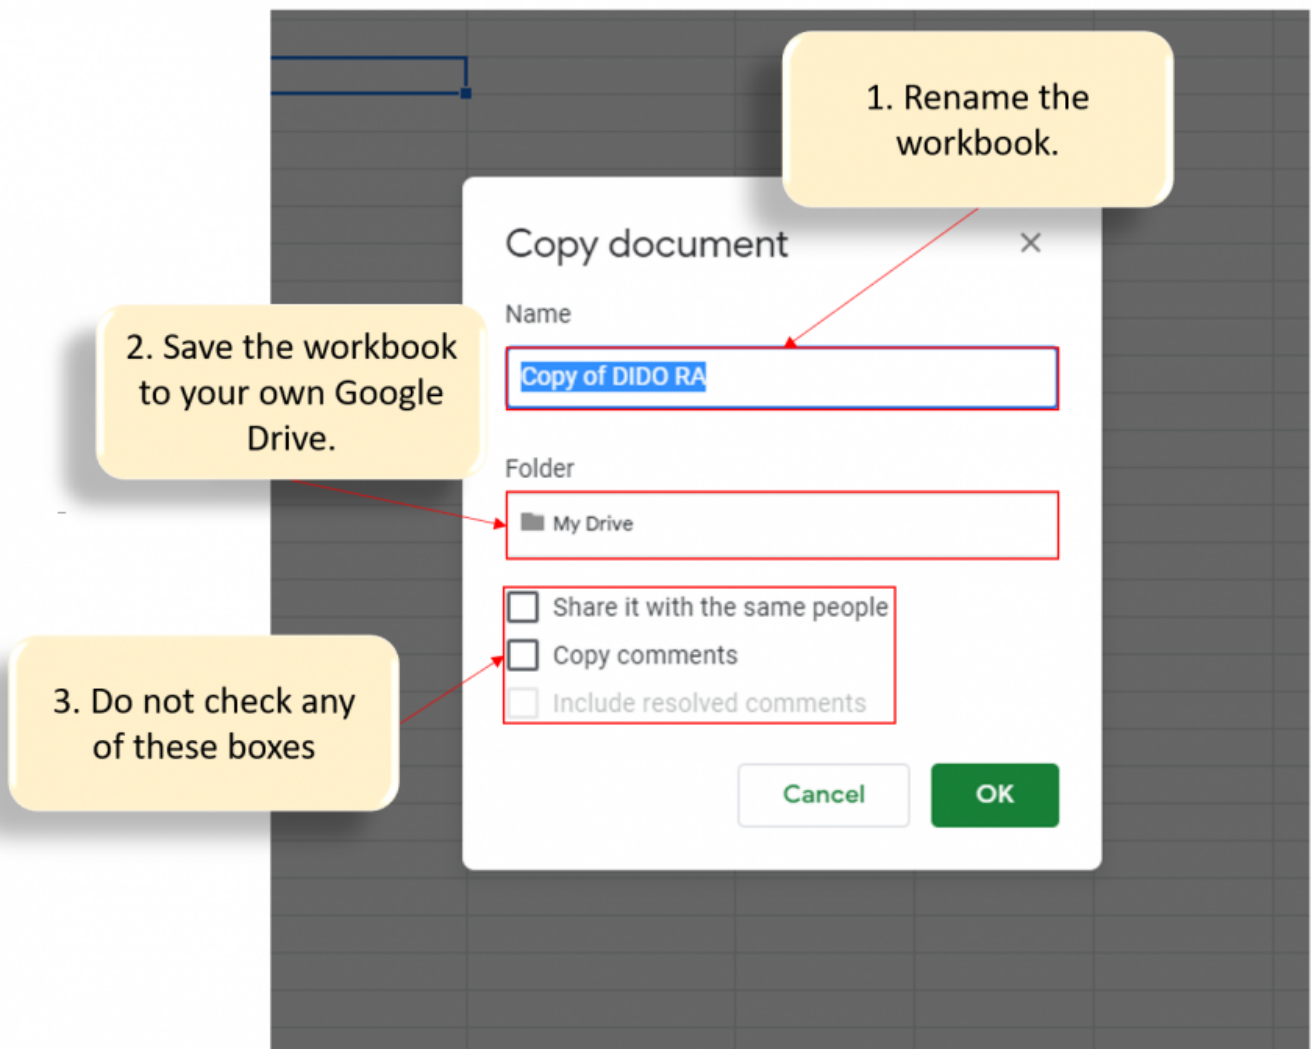 1. Rename the
workbook.
Copy document
Name
2. Save the workbook
to your own Google
Drive.
Copy of DIDO RA
Folder
My Drive
Share it with the same people
Copy comments
Include resolved comments
3. Do not check any
of these boxes
Cancel
OK